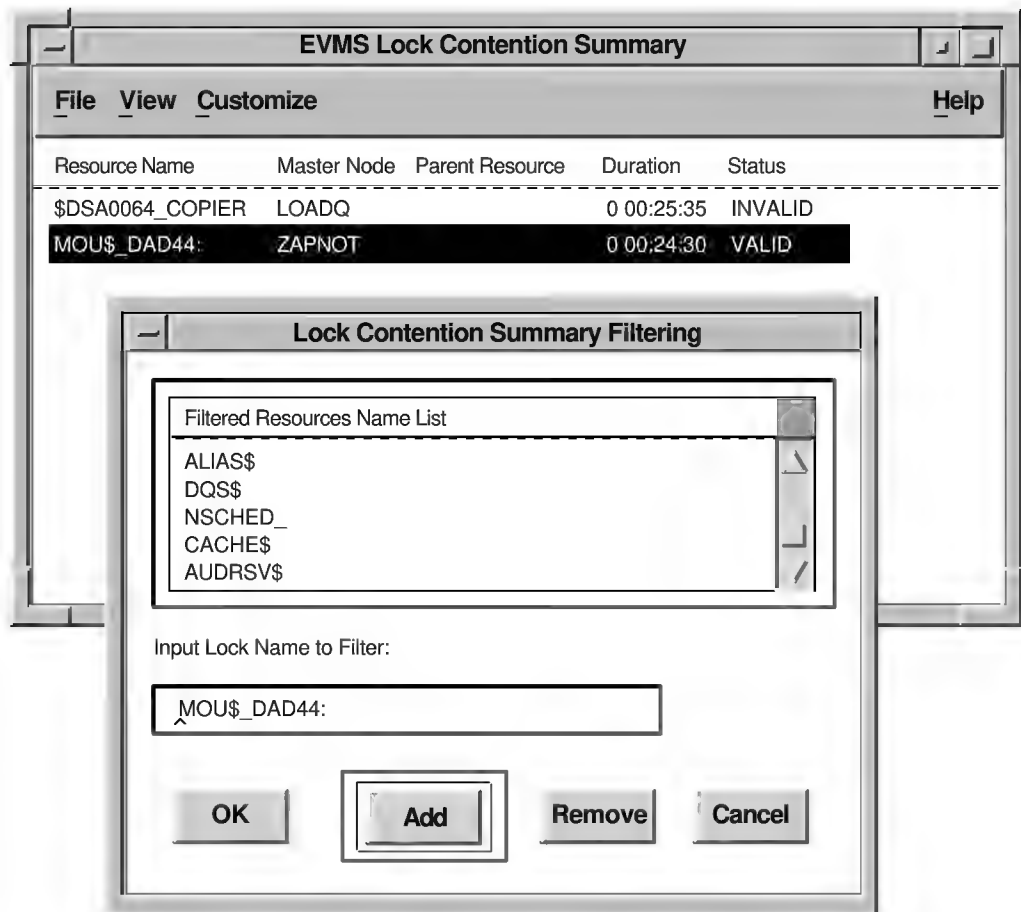 EVMS Lock Contention Summary
File View Customize Help
Resource Name Master Node Parent Resource Duration Status
$DSA0064_COPIER LOADQ 0 00:25:35 INVALID
MOU$_DAD44: ZAPNOT 0 00:24:30 VALID
Lock Contention Summary Filtering
Filtered Resources Name List
ALIAS$
DQS$
NSCHED_
CACHE$
AUDRSV$
Input Lock Name to Filter:
MOU$_DAD44:
OK Add Remove Cancel